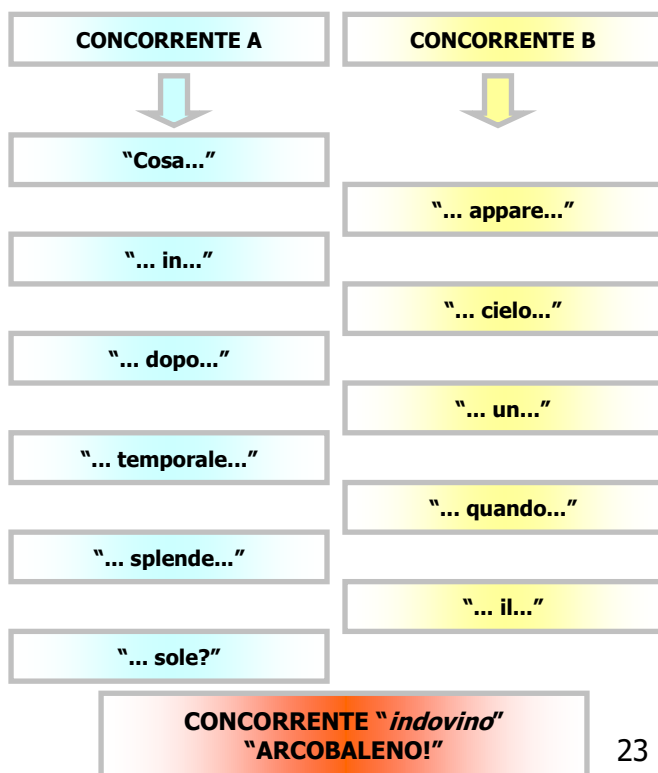 CONCORRENTE A
CONCORRENTE B
“Cosa...”
“... appare...”
“... in...”
“... cielo...”
“... dopo...”
“... un...”
“... temporale...”
“... quando...”
“... splende...”
“... il...”
“... sole?”
CONCORRENTE “indovino”
“ARCOBALENO!”
23